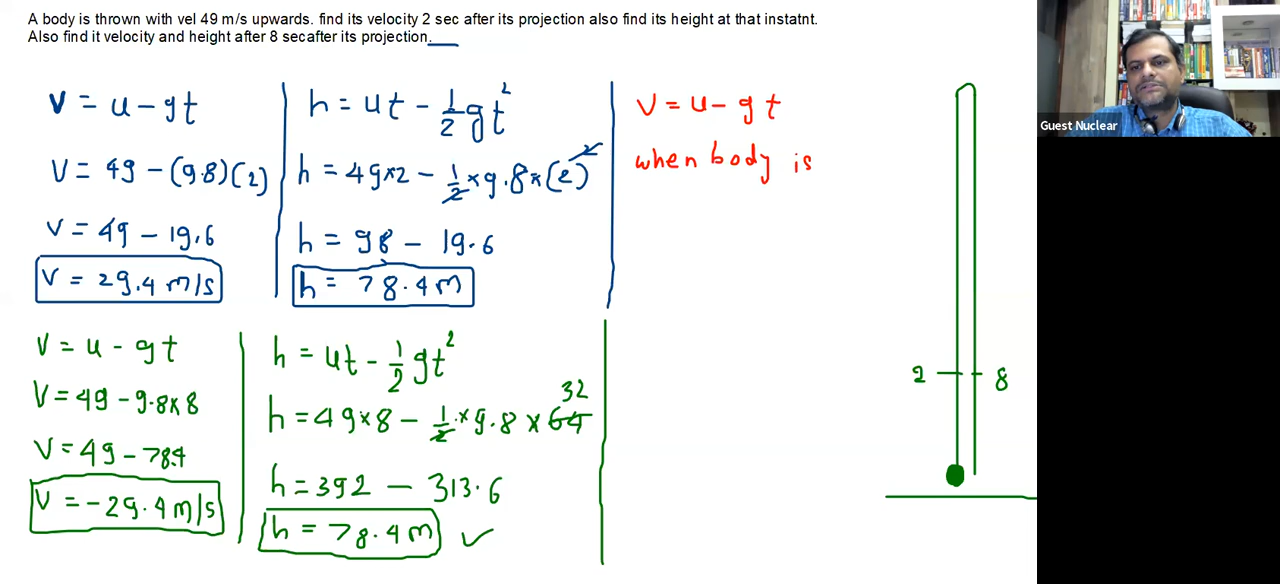 A body is thrown with vel 49 m/s upwards. find its velocity 2 sec after its projection also find its height at that instatnt.
Also find it velocity and height after 8 secafter its projection.
v = u - gt
v = 49 - (9.8)(2)
v = 49 - 19.6
v = 29.4 m/s
h = ut - 1/2 gt²
h = 49×2 - 1/2 × 9.8 × (2)²
h = 98 - 19.6
h = 78.4 m
v = u - gt
when body is
Guest Nuclear
v = u - gt
v = 49 - 9.8×8
v = 49 - 78.4
v = -29.4 m/s
h = ut - 1/2 gt²
32
h = 49×8 - 1/2 × 9.8 × 64
h = 392 - 313.6
h = 78.4 m ✓
2 8